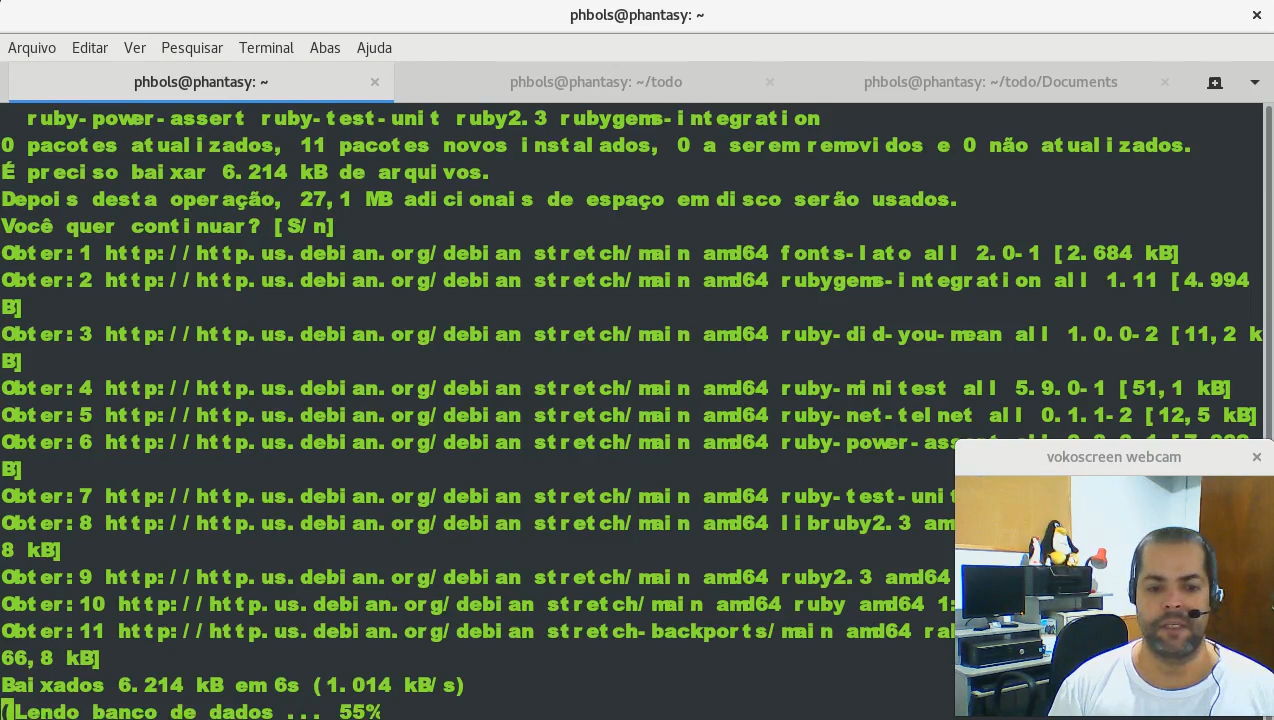 phbols@phantasy: ~
Arquivo Editar Ver Pesquisar Terminal Abas Ajuda
phbols@phantasy: ~ phbols@phantasy: ~/todo phbols@phantasy: ~/todo/Documents
ruby-power-assert ruby-test-unit ruby2.3 rubygems-integration
0 pacotes atualizados, 11 pacotes novos instalados, 0 a serem removidos e 0 não atualizados.
É preciso baixar 6.214 kB de arquivos.
Depois desta operação, 27,1 MB adicionais de espaço em disco serão usados.
Você quer continuar? [S/n]
Obter:1 http://http.us.debian.org/debian stretch/main amd64 fonts-lato all 2.0-1 [2.684 kB]
Obter:2 http://http.us.debian.org/debian stretch/main amd64 rubygems-integration all 1.11 [4.994
B]
Obter:3 http://http.us.debian.org/debian stretch/main amd64 ruby-did-you-mean all 1.0.0-2 [11,2 k
B]
Obter:4 http://http.us.debian.org/debian stretch/main amd64 ruby-minitest all 5.9.0-1 [51,1 kB]
Obter:5 http://http.us.debian.org/debian stretch/main amd64 ruby-net-telnet all 0.1.1-2 [12,5 kB]
Obter:6 http://http.us.debian.org/debian stretch/main amd64
B]
vokoscreen webcam
Obter:7 http://http.us.debian.org/debian stretch/main amd64 ruby-test-unit
Obter:8 http://http.us.debian.org/debian stretch/main amd64 libruby2.3 am
8 kB]
Obter:9 http://http.us.debian.org/debian stretch/main amd64 ruby2.3 amd64
Obter:10 http://http.us.debian.org/debian stretch/main amd64 ruby amd64 1:
Obter:11 http://http.us.debian.org/debian stretch-backports/main amd64
66,8 kB]
Baixados 6.214 kB em 6s (1.014 kB/s)
(Lendo banco de dados ... 55%